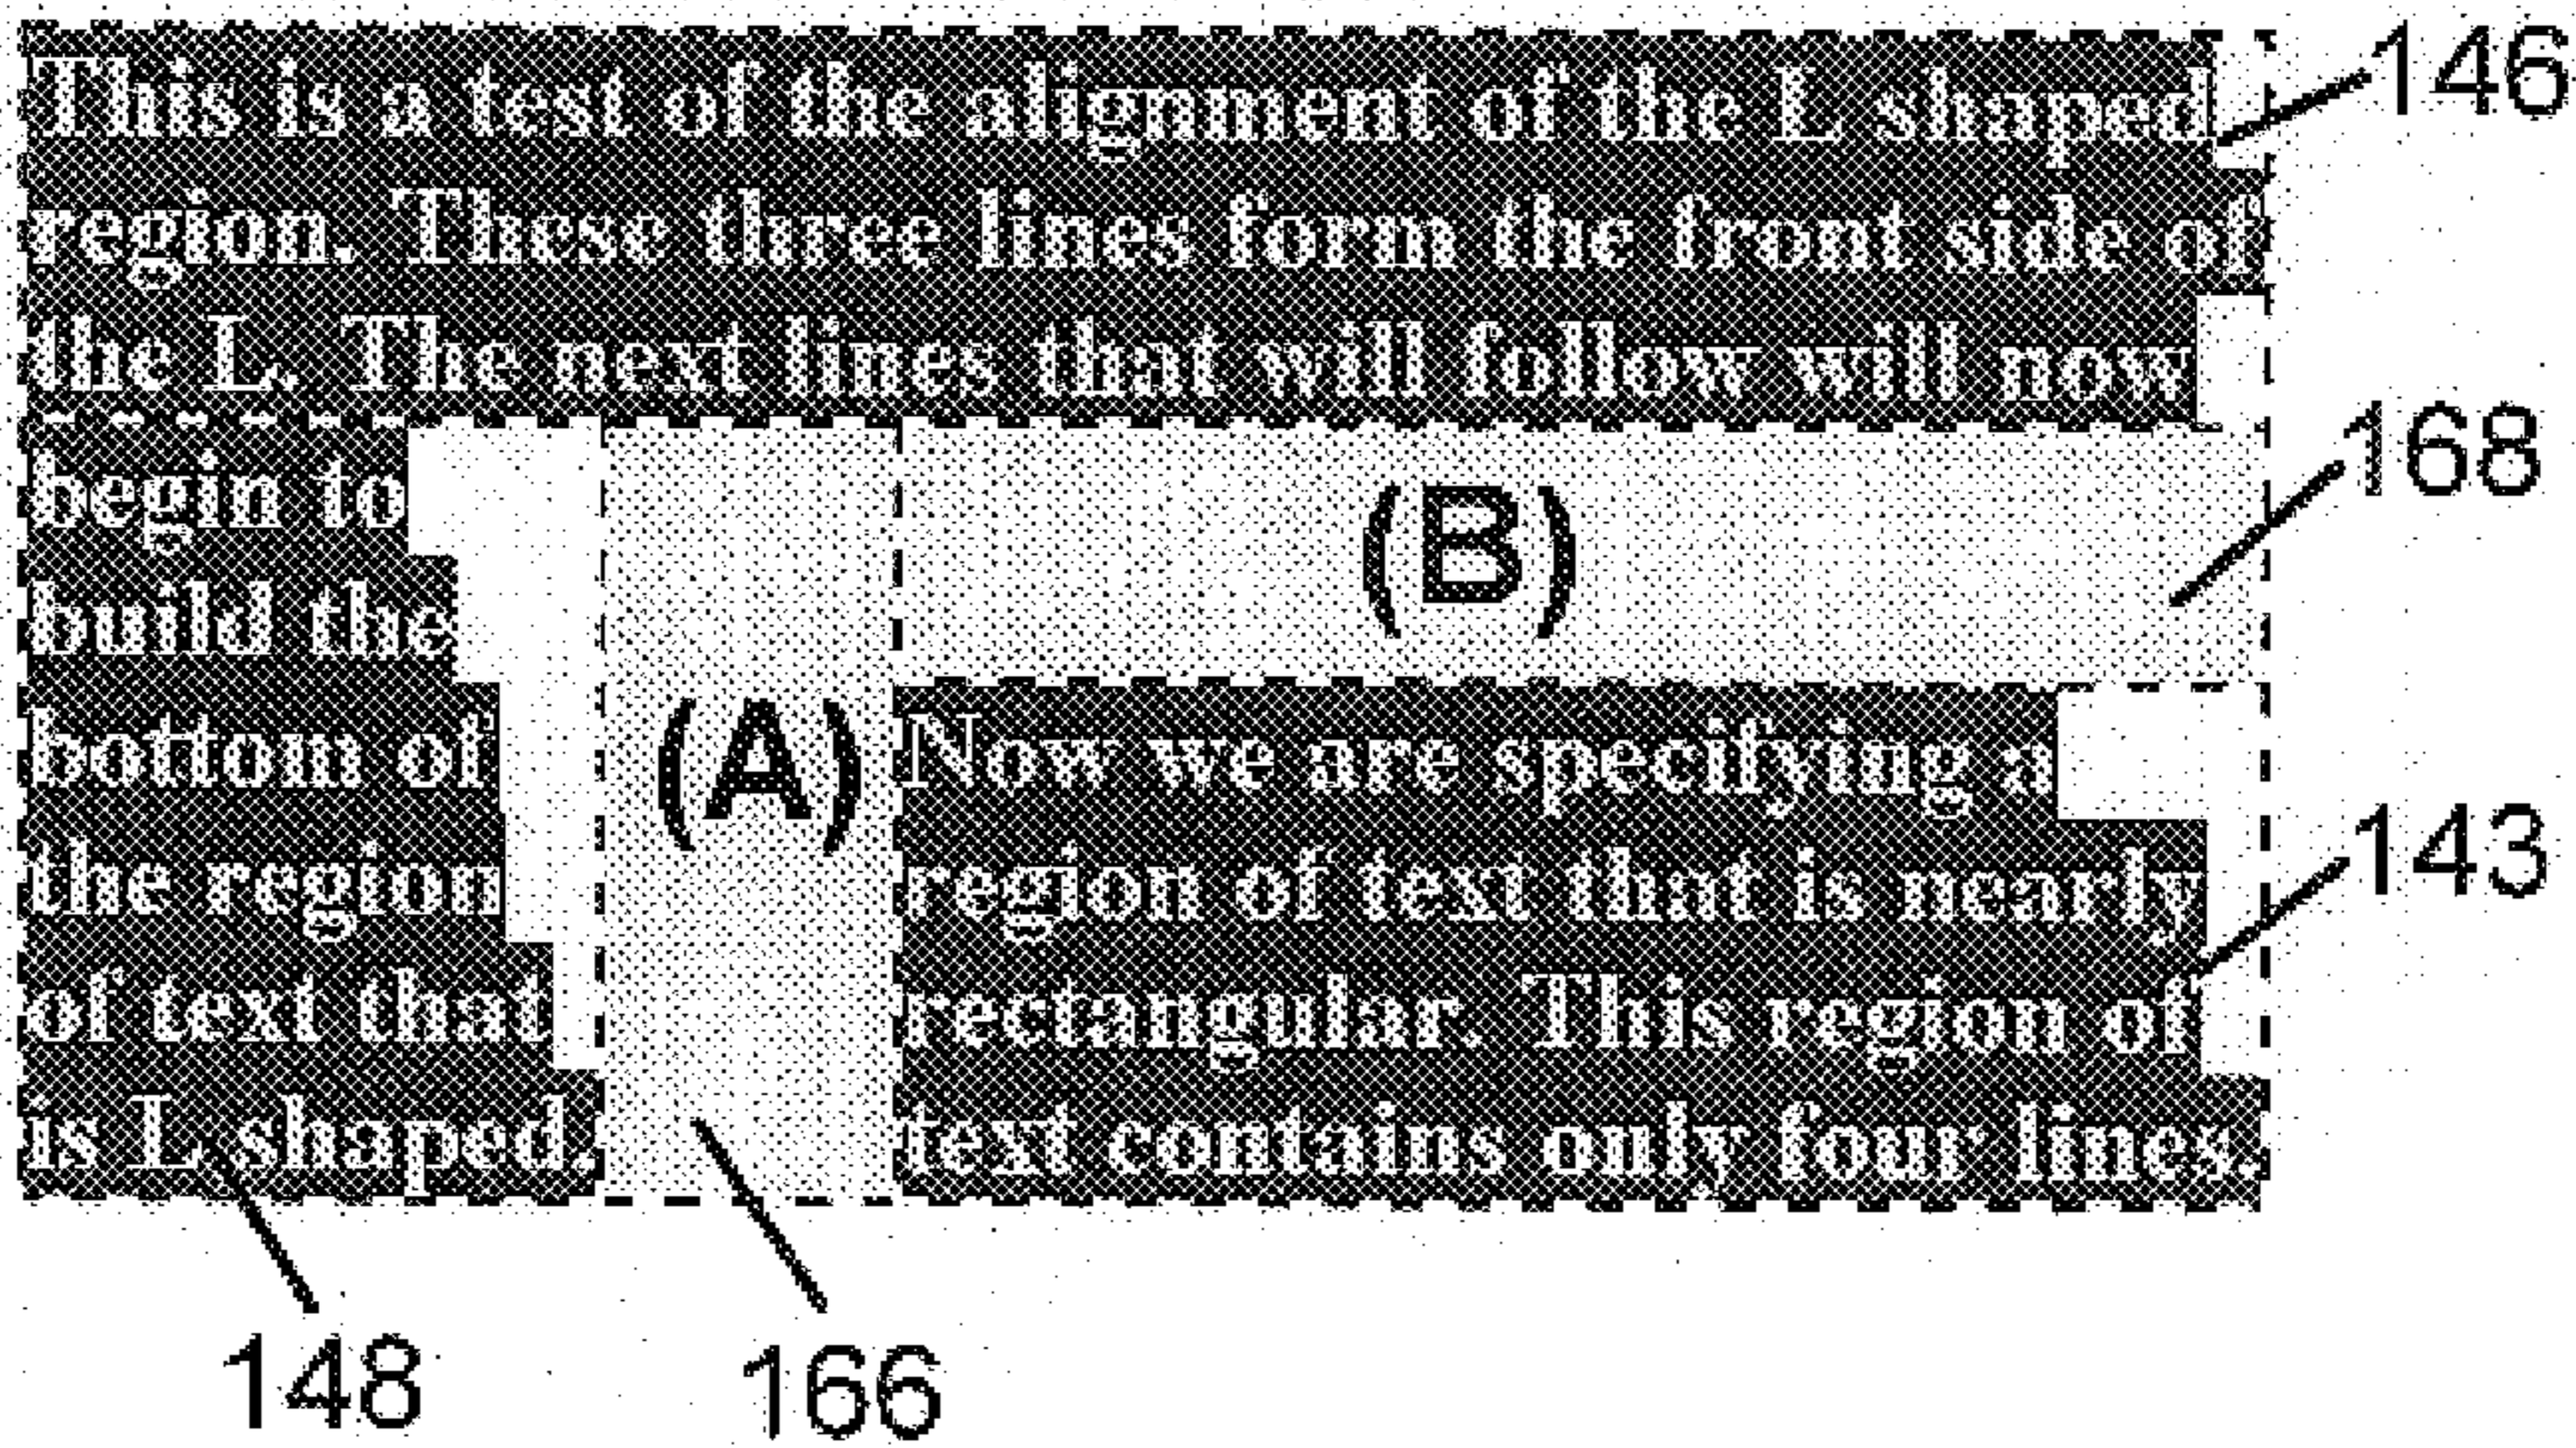 This is a test of the alignment of the L shaped
region. These three lines form the front side of
the L. The next lines that will follow will now
begin to
build the
bottom of
the region
of text that
is L shaped.
(A)
(B)
Now we are specifying a
region of text that is nearly
rectangular. This region of
text contains only four lines.
146
168
143
148
166